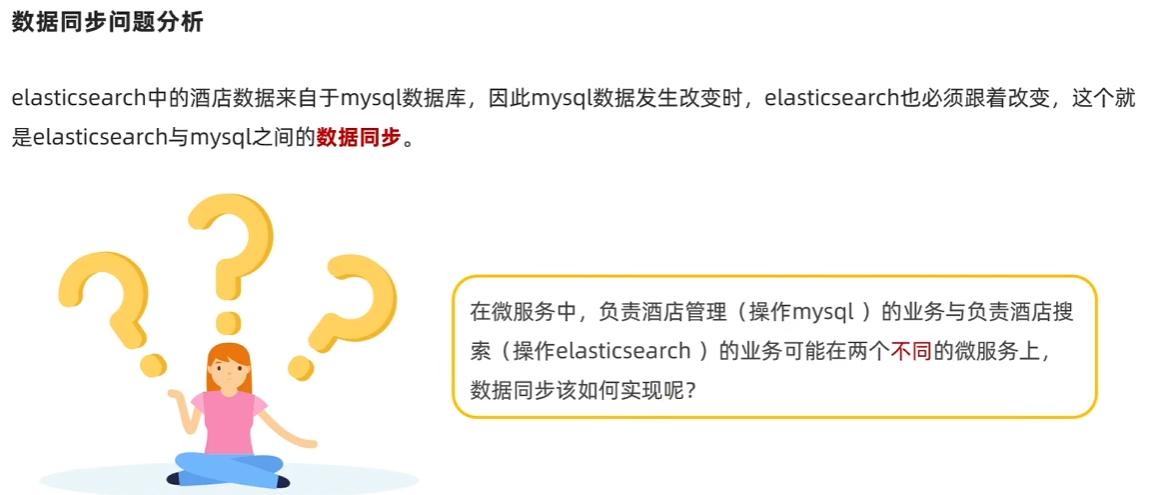 数据同步问题分析
elasticsearch中的酒店数据来自于mysql数据库，因此mysql数据发生改变时，elasticsearch也必须跟着改变，这个就
是elasticsearch与mysql之间的数据同步。
在微服务中，负责酒店管理（操作mysql ）的业务与负责酒店搜
索（操作elasticsearch ）的业务可能在两个不同的微服务上，
数据同步该如何实现呢？